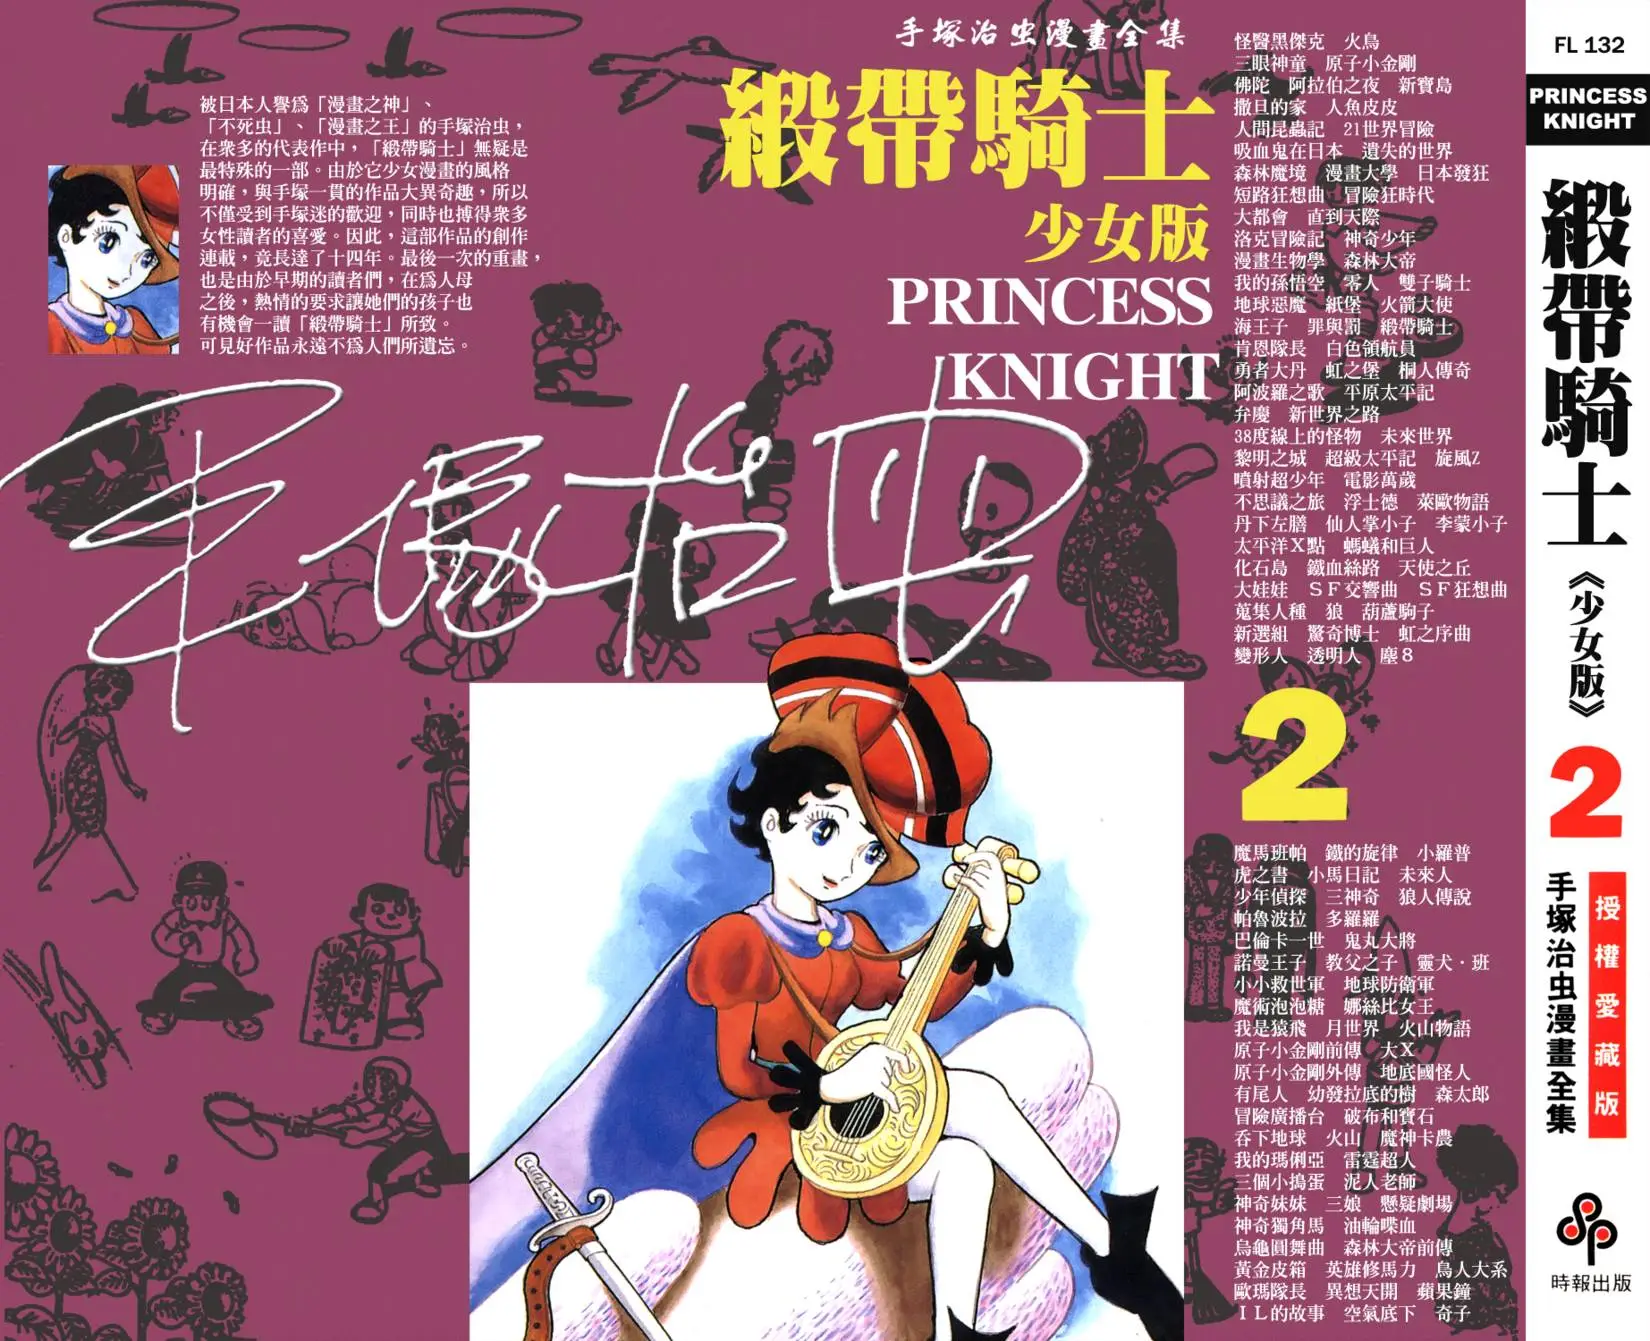 手塚治虫漫畫全集
緞帶騎士
少女版
PRINCESS
KNIGHT
被日本人譽爲「漫畫之神」、
「不死虫」、「漫畫之王」的手塚治虫，
在衆多的代表作中，「緞帶騎士」無疑是
最特殊的一部。由於它少女漫畫的風格
明確，與手塚一貫的作品大異奇趣，所以
不僅受到手塚迷的歡迎，同時也搏得衆多
女性讀者的喜愛。因此，這部作品的創作
連載，竟長達了十四年。最後一次的重畫，
也是由於早期的讀者們，在爲人母
之後，熱情的要求讓她們的孩子也
有機會一讀「緞帶騎士」所致。
可見好作品永遠不爲人們所遺忘。
手塚治虫
怪醫黑傑克 火鳥
三眼神童 原子小金剛
佛陀 阿拉伯之夜 新寶島
撒旦的家 人魚皮皮
人間昆蟲記 21世界冒險
吸血鬼在日本 遺失的世界
森林魔境 漫畫大學 日本發狂
短路狂想曲 冒險狂時代
大都會 直到天際
洛克冒險記 神奇少年
漫畫生物學 森林大帝
我的孫悟空 零人 雙子騎士
地球惡魔 紙堡 火箭大使
海王子 罪與罰 緞帶騎士
肯恩隊長 白色領航員
勇者大丹 虹之堡 桐人傳奇
阿波羅之歌 平原太平記
弁慶 新世界之路
38度線上的怪物 未來世界
黎明之城 超級太平記 旋風Z
噴射超少年 電影萬歲
不思議之旅 浮士德 萊歐物語
丹下左膳 仙人掌小子 李蒙小子
太平洋Ｘ點 螞蟻和巨人
化石島 鐵血絲路 天使之丘
大娃娃 ＳＦ交響曲 ＳＦ狂想曲
蒐集人種 狼 葫蘆駒子
新選組 驚奇博士 虹之序曲
變形人 透明人 塵８
2
魔馬班帕 鐵的旋律 小羅普
虎之書 小馬日記 未來人
少年偵探 三神奇 狼人傳說
帕魯波拉 多羅羅
巴倫卡一世 鬼丸大將
諾曼王子 教父之子 靈犬・班
小小救世軍 地球防衛軍
魔術泡泡糖 娜絲比女王
我是猿飛 月世界 火山物語
原子小金剛前傳 大Ｘ
原子小金剛外傳 地底國怪人
有尾人 幼發拉底的樹 森太郎
冒險廣播台 破布和寶石
吞下地球 火山 魔神卡農
我的瑪俐亞 雷霆超人
三個小搗蛋 泥人老師
神奇妹妹 三娘 懸疑劇場
神奇獨角馬 油輪喋血
烏龜圓舞曲 森林大帝前傳
黃金皮箱 英雄修馬力 鳥人大系
歐瑪隊長 異想天開 蘋果鐘
ＩＬ的故事 空氣底下 奇子
FL 132
PRINCESS
KNIGHT
緞帶騎士
《少女版》
2
手塚治虫漫畫全集
授權愛藏版
時報出版